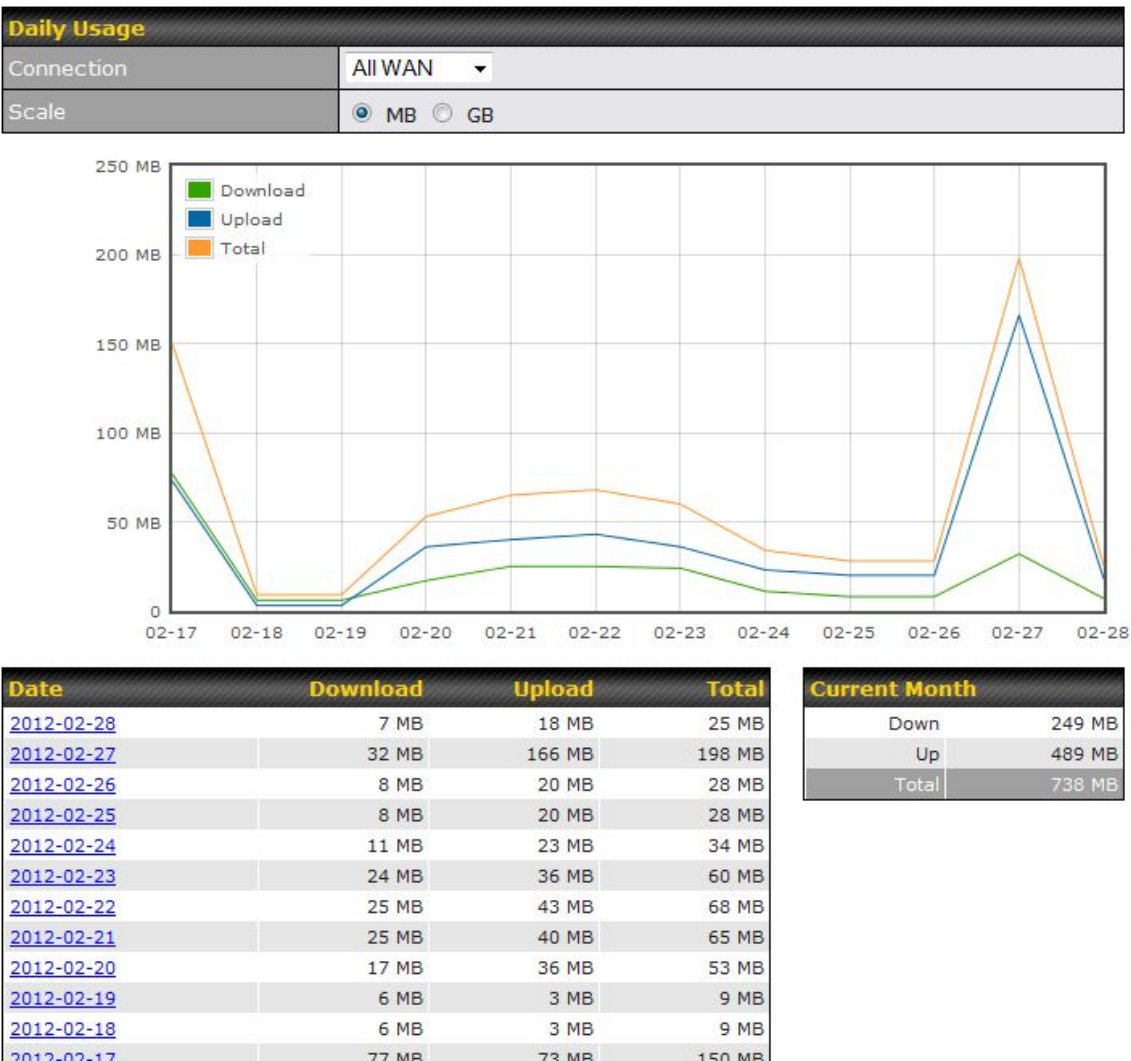 Daily Usage
Connection All WAN
Scale MB GB
250 MB
200 MB
150 MB
100 MB
50 MB
0
Download
Upload
Total
02-17 02-18 02-19 02-20 02-21 02-22 02-23 02-24 02-25 02-26 02-27 02-28
Date Download Upload Total
2012-02-28 7 MB 18 MB 25 MB
2012-02-27 32 MB 166 MB 198 MB
2012-02-26 8 MB 20 MB 28 MB
2012-02-25 8 MB 20 MB 28 MB
2012-02-24 11 MB 23 MB 34 MB
2012-02-23 24 MB 36 MB 60 MB
2012-02-22 25 MB 43 MB 68 MB
2012-02-21 25 MB 40 MB 65 MB
2012-02-20 17 MB 36 MB 53 MB
2012-02-19 6 MB 3 MB 9 MB
2012-02-18 6 MB 3 MB 9 MB
2012-02-17 77 MB 73 MB 150 MB
Current Month
Down 249 MB
Up 489 MB
Total 738 MB